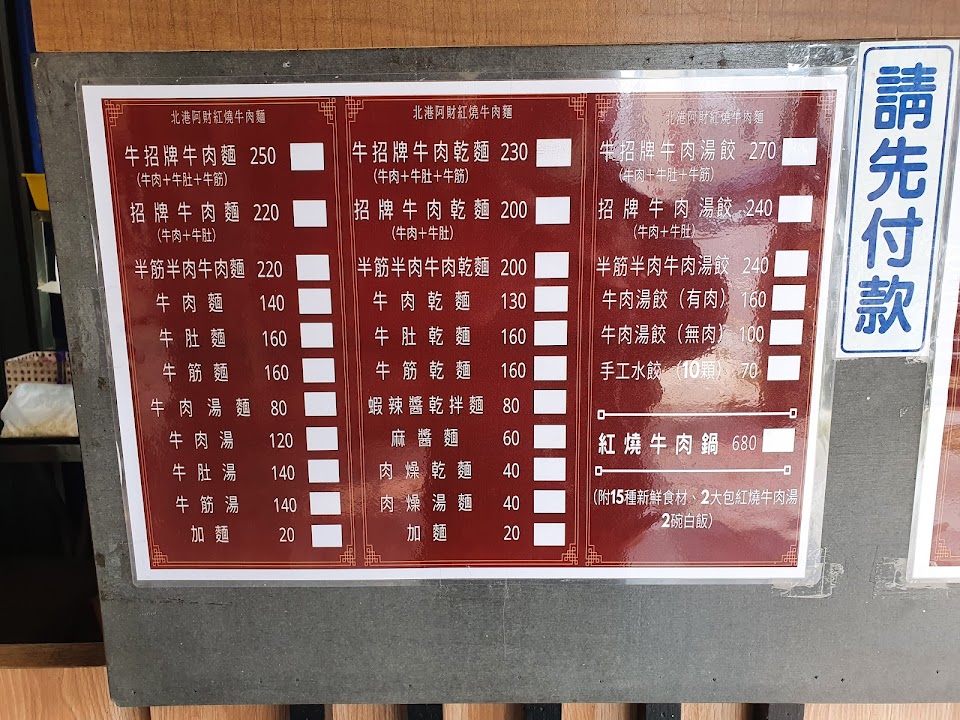 北港阿財紅燒牛肉麵
牛招牌牛肉麵 250
(牛肉+牛肚+牛筋)
招牌牛肉麵 220
(牛肉+牛肚)
半筋半肉牛肉麵 220
牛肉麵 140
牛肚麵 160
牛筋麵 160
牛肉湯麵 80
牛肉湯 120
牛肚湯 140
牛筋湯 140
加麵 20
北港阿財紅燒牛肉麵
牛招牌牛肉乾麵 230
(牛肉+牛肚+牛筋)
招牌牛肉乾麵 200
(牛肉+牛肚)
半筋半肉牛肉乾麵 200
牛肉乾麵 130
牛肚乾麵 160
牛筋乾麵 160
蝦辣醬乾拌麵 80
麻醬麵 60
肉燥乾麵 40
肉燥湯麵 40
加麵 20
北港阿財紅燒牛肉麵
牛招牌牛肉湯餃 270
(牛肉+牛肚+牛筋)
招牌牛肉湯餃 240
(牛肉+牛肚)
半筋半肉牛肉湯餃 240
牛肉湯餃(有肉) 160
牛肉湯餃(無肉) 100
手工水餃(10顆) 70
紅燒牛肉鍋 680
(附15種新鮮食材、2大包紅燒牛肉湯
2碗白飯)
請先付款